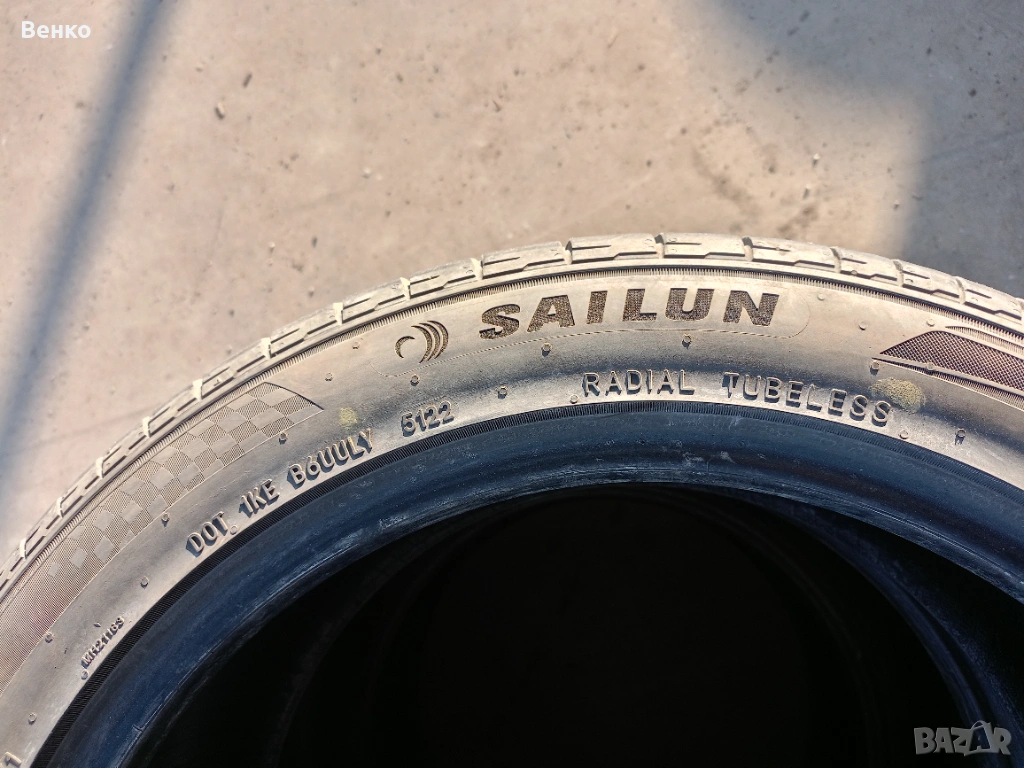 Венко
SAILUN
RADIAL TUBELESS
DOT 1KE B6UULY 5122
BAZAR